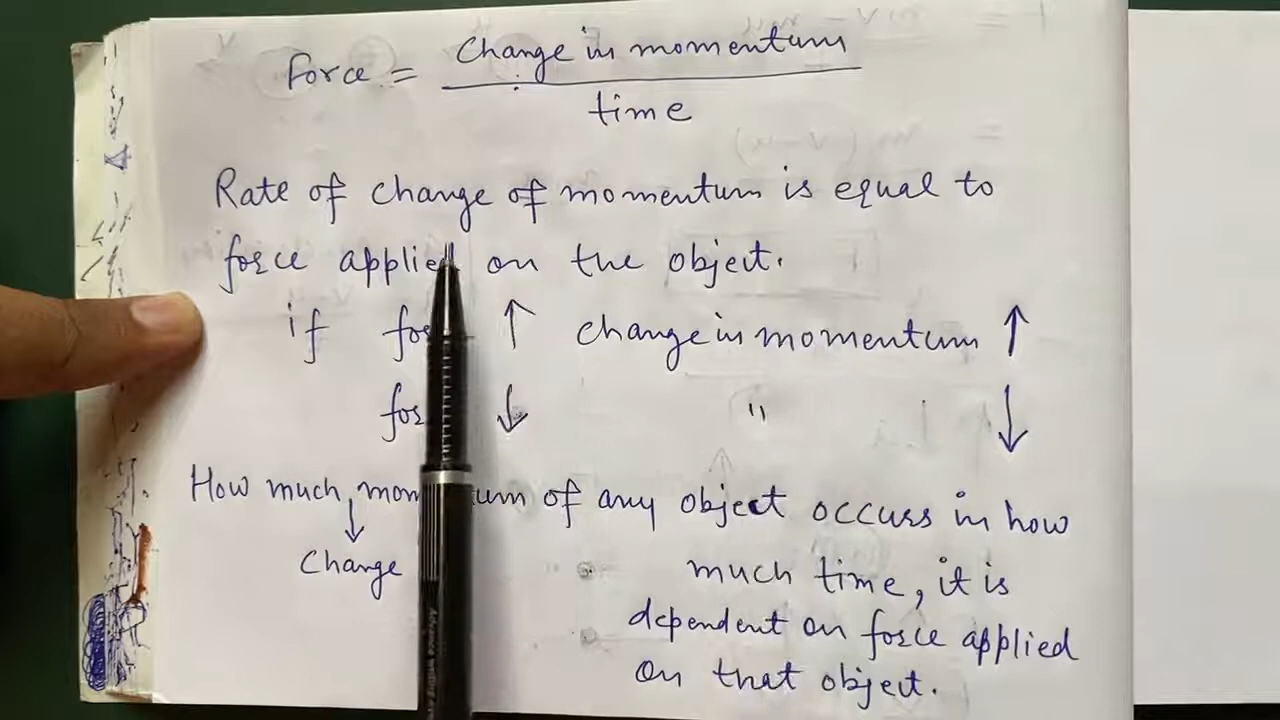 Force = Change in momentum
time
Rate of change of momentum is equal to
force applied on the object.
if for ↑ change in momentum ↑
for ↓ " ↓
How much momentum of any object occurs in how
Change
much time, it is
dependent on force applied
on that object.